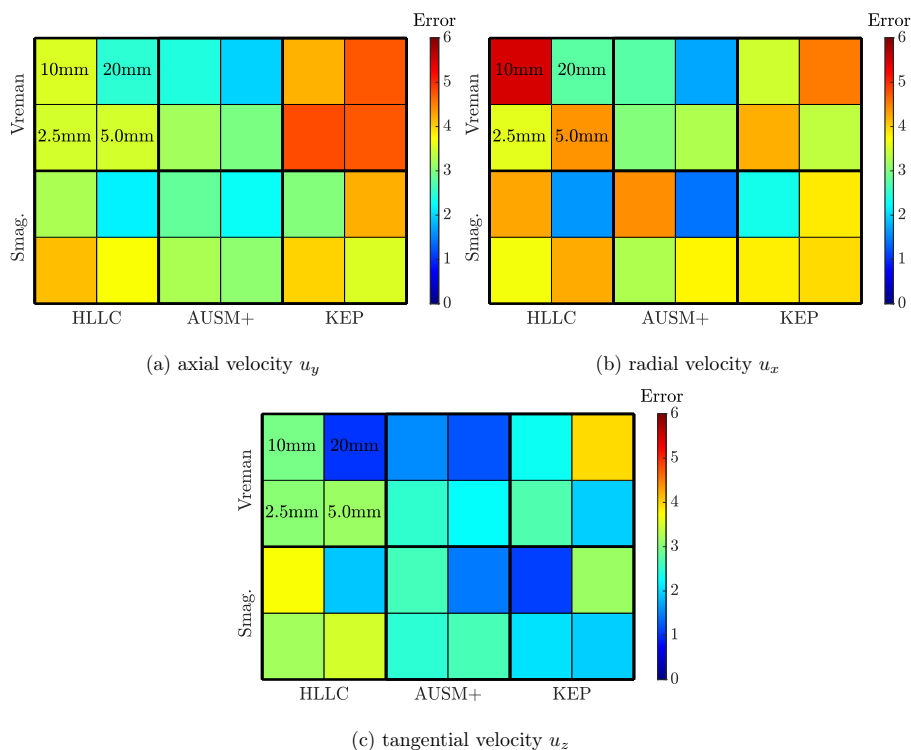 Error
6
5
4
3
2
1
0
Vreman
Smag.
10mm 20mm
2.5mm 5.0mm
HLLC AUSM+ KEP
(a) axial velocity u_y
Error
6
5
4
3
2
1
0
Vreman
Smag.
10mm 20mm
2.5mm 5.0mm
HLLC AUSM+ KEP
(b) radial velocity u_x
Error
6
5
4
3
2
1
0
Vreman
Smag.
10mm 20mm
2.5mm 5.0mm
HLLC AUSM+ KEP
(c) tangential velocity u_z